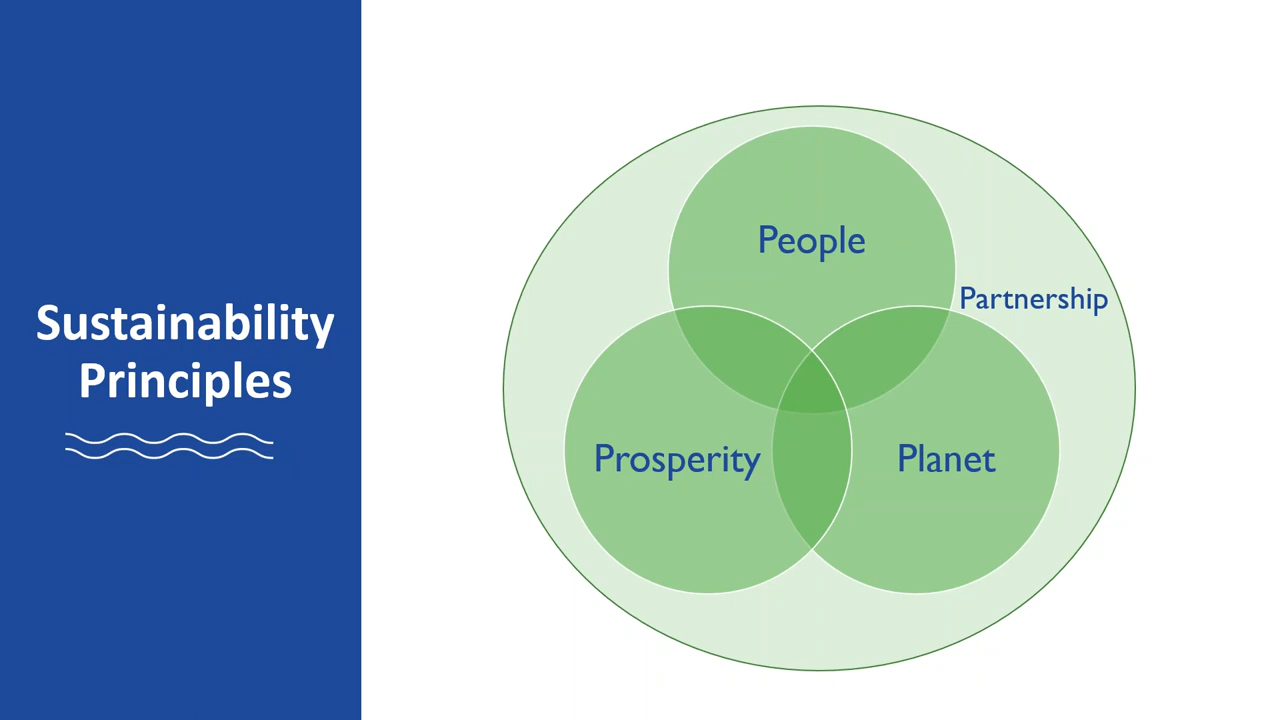 Sustainability
Principles
People
Partnership
Prosperity
Planet